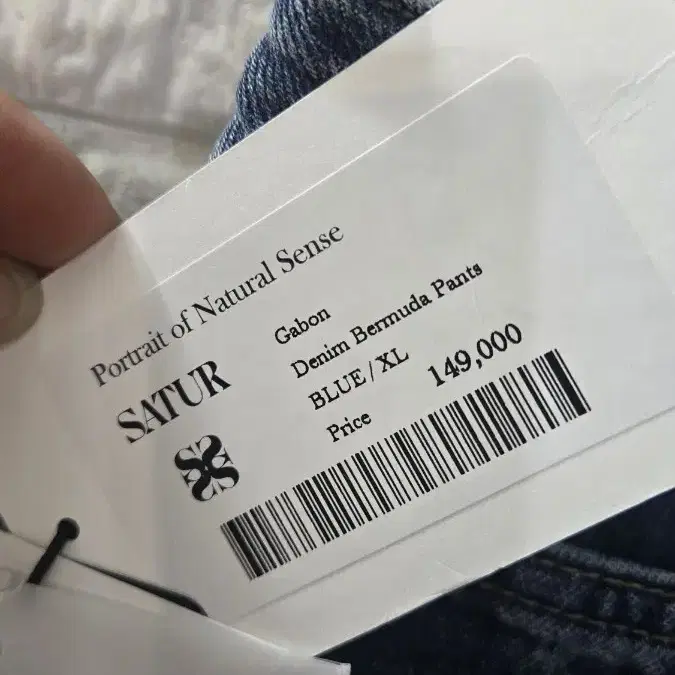 Portrait of Natural Sense
SATUR
Gabon
Denim Bermuda Pants
BLUE / XL
Price 149,000